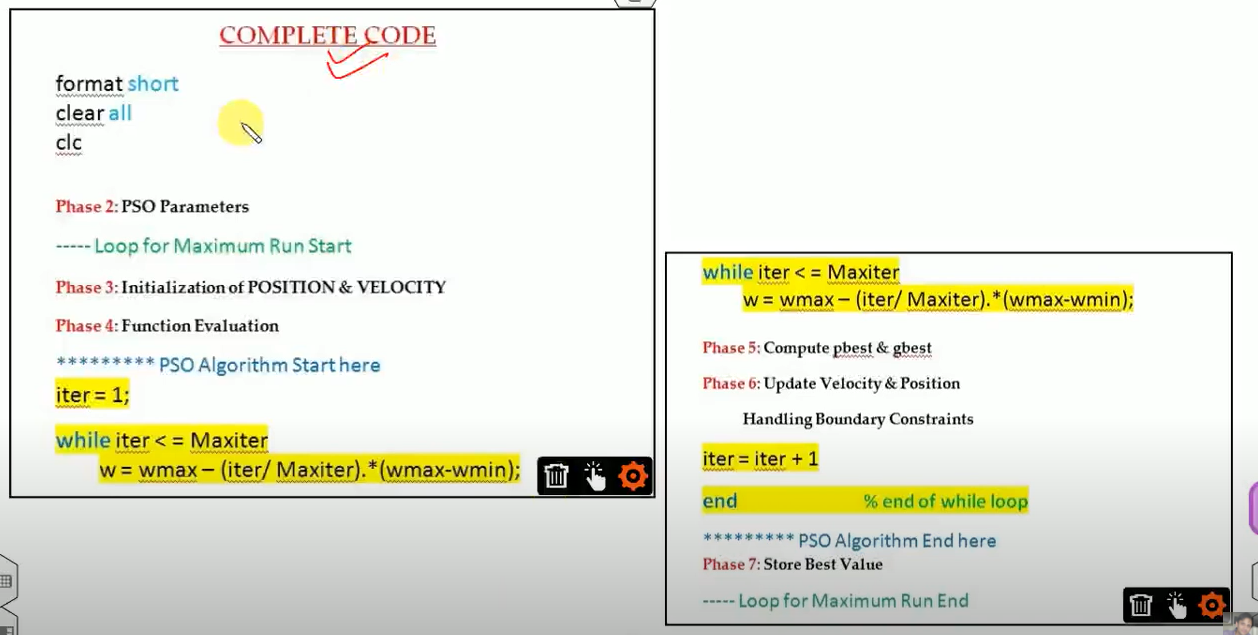 COMPLETE CODE
format short
clear all
clc
Phase 2: PSO Parameters
----- Loop for Maximum Run Start
Phase 3: Initialization of POSITION & VELOCITY
Phase 4: Function Evaluation
********* PSO Algorithm Start here
iter = 1;
while iter < = Maxiter
w = wmax – (iter/ Maxiter).*(wmax-wmin);
while iter < = Maxiter
w = wmax – (iter/ Maxiter).*(wmax-wmin);
Phase 5: Compute pbest & gbest
Phase 6: Update Velocity & Position
Handling Boundary Constraints
iter = iter + 1
end % end of while loop
********* PSO Algorithm End here
Phase 7: Store Best Value
----- Loop for Maximum Run End